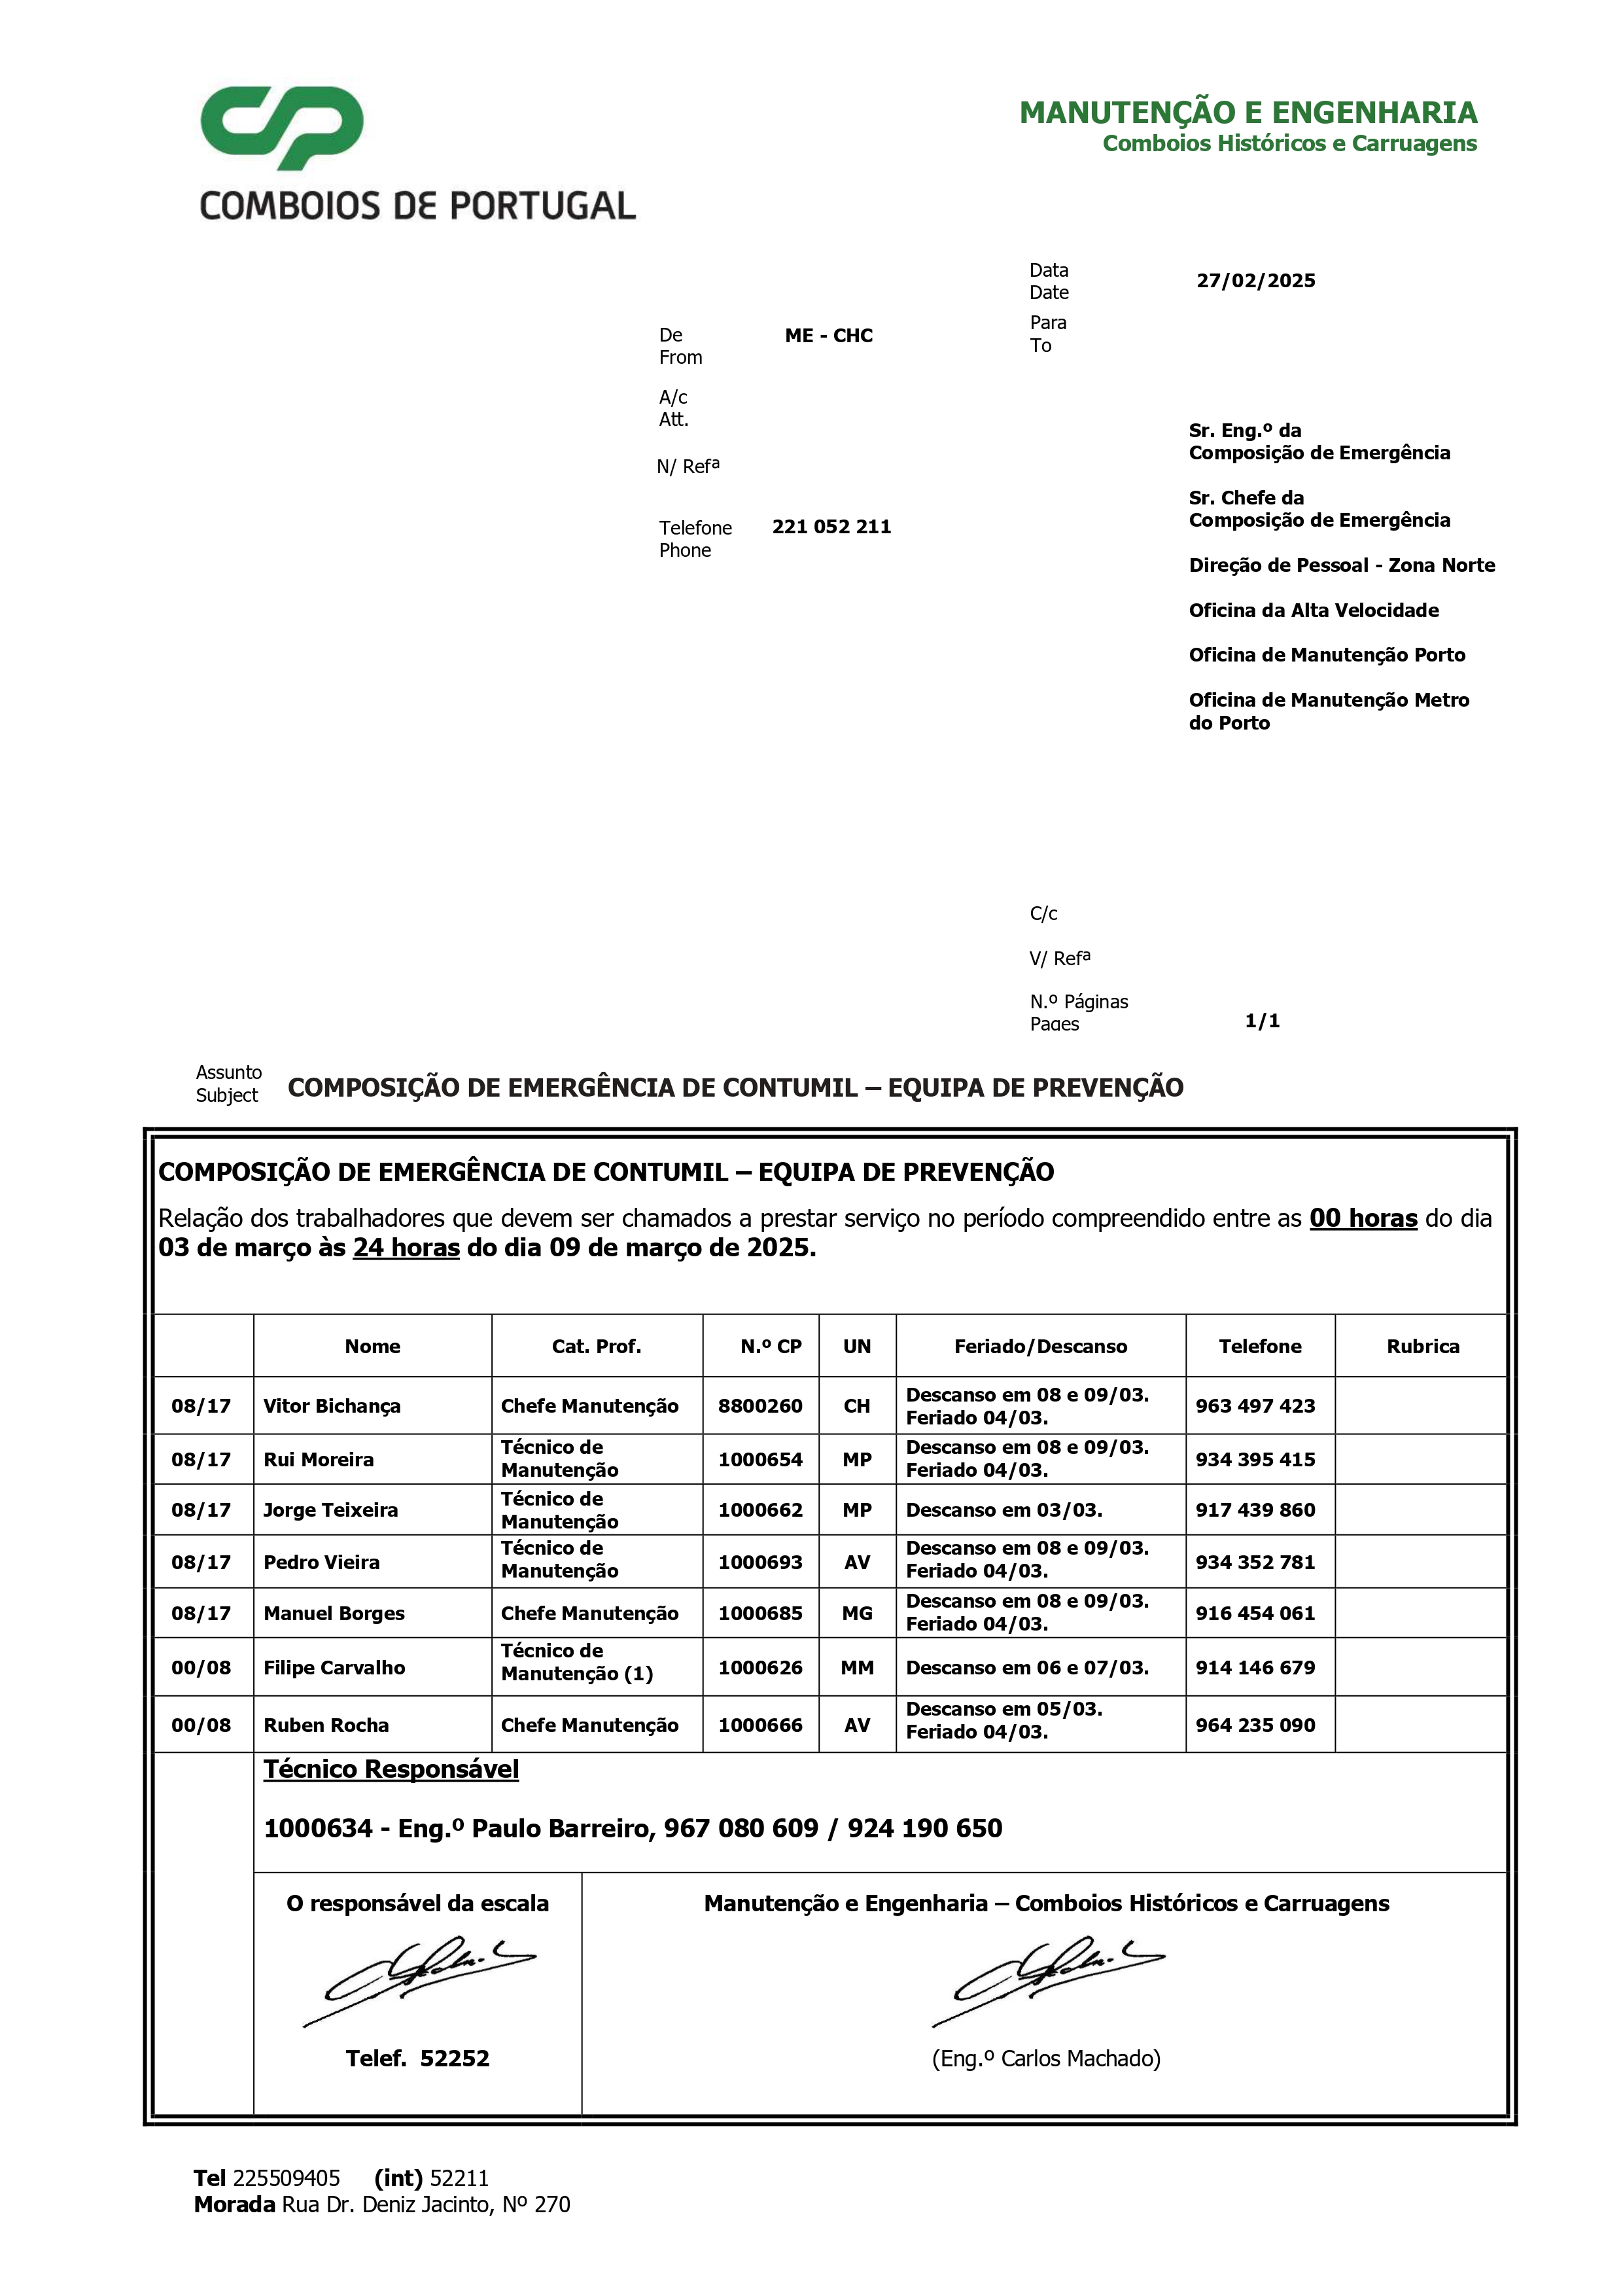 COMBOIOS DE PORTUGAL
MANUTENÇÃO E ENGENHARIA
Comboios Históricos e Carruagens
Data
Date
27/02/2025
De
From
ME - CHC
Para
To
A/c
Att.
N/ Refª
Telefone
Phone
221 052 211
Sr. Eng.º da
Composição de Emergência
Sr. Chefe da
Composição de Emergência
Direção de Pessoal - Zona Norte
Oficina da Alta Velocidade
Oficina de Manutenção Porto
Oficina de Manutenção Metro
do Porto
C/c
V/ Refª
N.º Páginas
Pages
1/1
Assunto
Subject
COMPOSIÇÃO DE EMERGÊNCIA DE CONTUMIL – EQUIPA DE PREVENÇÃO
COMPOSIÇÃO DE EMERGÊNCIA DE CONTUMIL – EQUIPA DE PREVENÇÃO
Relação dos trabalhadores que devem ser chamados a prestar serviço no período compreendido entre as 00 horas do dia
03 de março às 24 horas do dia 09 de março de 2025.
Nome Cat. Prof. N.º CP UN Feriado/Descanso Telefone Rubrica
08/17 Vitor Bichança Chefe Manutenção 8800260 CH Descanso em 08 e 09/03. Feriado 04/03. 963 497 423
08/17 Rui Moreira Técnico de Manutenção 1000654 MP Descanso em 08 e 09/03. Feriado 04/03. 934 395 415
08/17 Jorge Teixeira Técnico de Manutenção 1000662 MP Descanso em 03/03. 917 439 860
08/17 Pedro Vieira Técnico de Manutenção 1000693 AV Descanso em 08 e 09/03. Feriado 04/03. 934 352 781
08/17 Manuel Borges Chefe Manutenção 1000685 MG Descanso em 08 e 09/03. Feriado 04/03. 916 454 061
00/08 Filipe Carvalho Técnico de Manutenção (1) 1000626 MM Descanso em 06 e 07/03. 914 146 679
00/08 Ruben Rocha Chefe Manutenção 1000666 AV Descanso em 05/03. Feriado 04/03. 964 235 090
Técnico Responsável
1000634 - Eng.º Paulo Barreiro, 967 080 609 / 924 190 650
O responsável da escala
Telef. 52252
Manutenção e Engenharia – Comboios Históricos e Carruagens
(Eng.º Carlos Machado)
Tel 225509405 (int) 52211
Morada Rua Dr. Deniz Jacinto, Nº 270